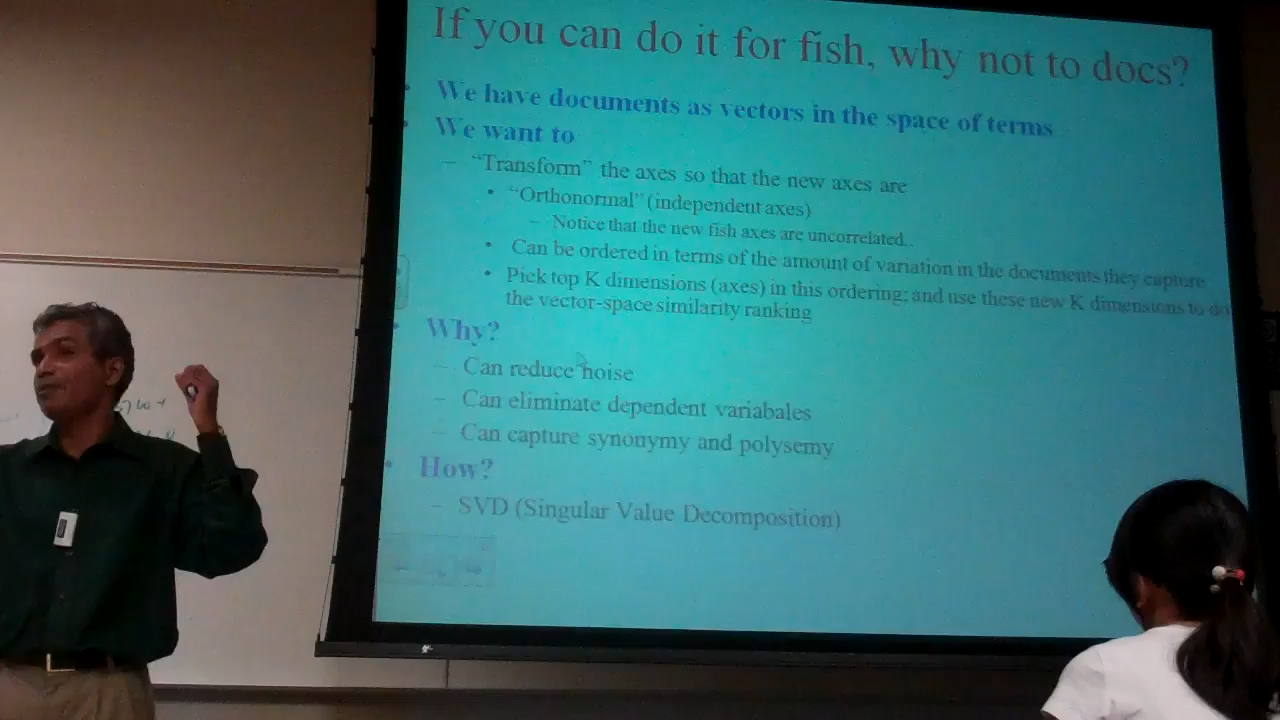 If you can do it for fish, why not to docs?
• We have documents as vectors in the space of terms
• We want to
– “Transform” the axes so that the new axes are
• “Orthonormal” (independent axes)
– Notice that the new fish axes are uncorrelated..
• Can be ordered in terms of the amount of variation in the documents they capture
• Pick top K dimensions (axes) in this ordering; and use these new K dimensions to do
the vector-space similarity ranking
• Why?
– Can reduce noise
– Can eliminate dependent variabales
– Can capture synonymy and polysemy
• How?
– SVD (Singular Value Decomposition)